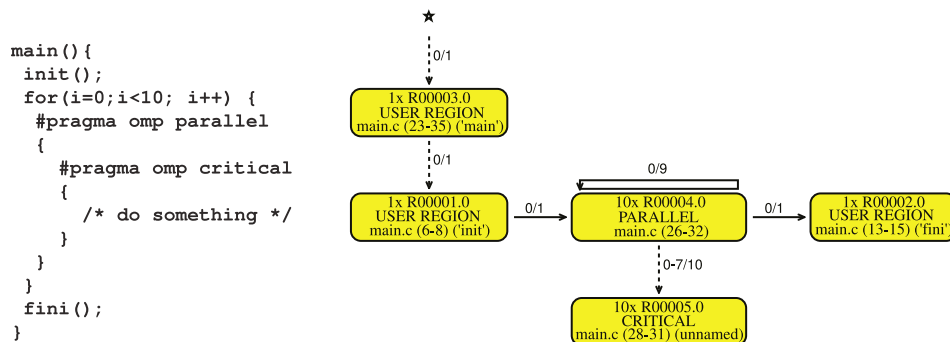 main(){
init();
for(i=0;i<10; i++) {
#pragma omp parallel
{
#pragma omp critical
{
/* do something */
}
}
}
fini();
}
0/1
1x R00003.0
USER REGION
main.c (23-35) ('main')
0/1
1x R00001.0
USER REGION
main.c (6-8) ('init')
0/1
0/9
10x R00004.0
PARALLEL
main.c (26-32)
0/1
1x R00002.0
USER REGION
main.c (13-15) ('fini')
0-7/10
10x R00005.0
CRITICAL
main.c (28-31) (unnamed)